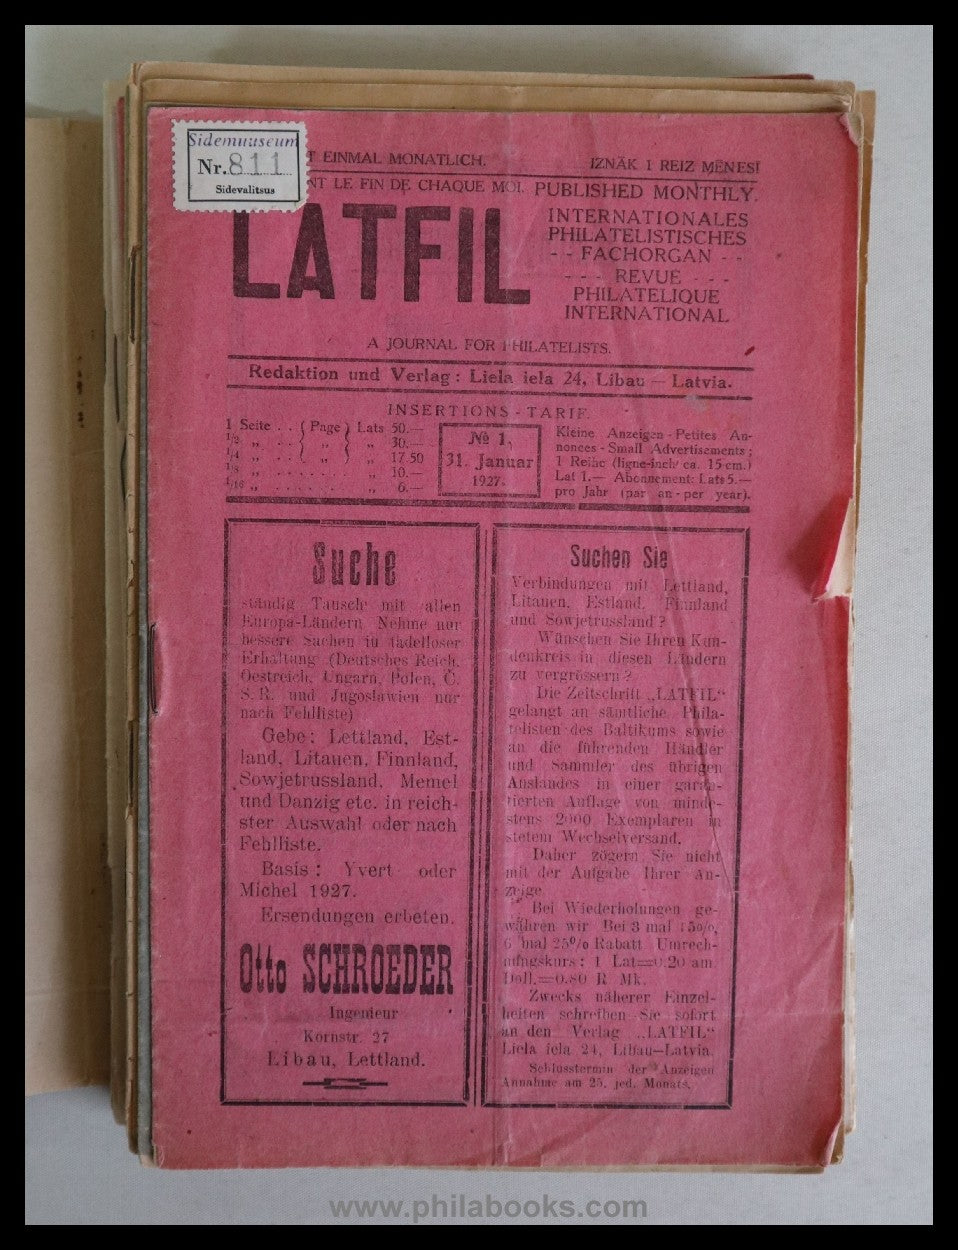 Sidemuuseum
Nr. 811
Sidevalitsus
T EINMAL MONATLICH. IZNĀK 1 REIZ MĒNESĪ
NT LE FIN DE CHAQUE MOI. PUBLISHED MONTHLY.
LATFIL
INTERNATIONALES
PHILATELISTISCHES
- - FACHORGAN - -
- - - REVUE - - -
PHILATELIQUE
INTERNATIONAL
A JOURNAL FOR PHILATELISTS.
Redaktion und Verlag: Liela iela 24, Libau — Latvia.
INSERTIONS - TARIF.
1 Seite . . ( Page ) Lats 50.—
1/2 „ . . ( „ ) „ 30.—
1/4 „ . . ( „ ) „ 17.50
1/8 „ . . . . . . . . „ 10.—
1/16 „ . . . . . . . . „ 6.—
№ 1,
31. Januar
1927.
Kleine Anzeigen - Petites An-
nonces - Small Advertisements;
1 Reihe (ligne-inch/ ca. 15 cm.)
Lat 1.— Abonnement: Lats 5.—
pro Jahr (par an - per year).
Suche
ständig Tausch mit allen
Europa-Ländern. Nehme nur
bessere Sachen in tadelloser
Erhaltung (Deutsches Reich,
Oestreich, Ungarn, Polen, Č.
S. R. und Jugoslawien nur
nach Fehlliste)
Gebe: Lettland, Est-
land, Litauen, Finnland,
Sowjetrussland, Memel
und Danzig etc. in reich-
ster Auswahl oder nach
Fehlliste.
Basis: Yvert oder
Michel 1927.
Ersendungen erbeten.
Otto SCHROEDER
Ingenieur
Kornstr. 27
Libau, Lettland.
Suchen Sie
Verbindungen mit Lettland,
Litauen, Estland, Finnland
und Sowjetrussland?
Wünschen Sie Ihren Kun-
denkreis in diesen Ländern
zu vergrössern?
Die Zeitschrift „LATFIL“
gelangt an sämtliche Phila-
telisten des Baltikums sowie
an die führenden Händler
und Sammler des übrigen
Auslandes in einer garan-
tierten Auflage von minde-
stens 2000 Exemplaren in
stetem Wechselversand.
Daher zögern Sie nicht
mit der Aufgabe Ihrer An-
zeige.
Bei Wiederholungen ge-
währen wir Bei 3 mal 15%,
6 mal 25% Rabatt Umrech-
nungskurs: 1 Lat=0.20 am.
Doll.=0.80 R Mk.
Zwecks näherer Einzel-
heiten schreiben Sie sofort
an den Verlag „LATFIL“
Liela iela 24, Libau—Latvia.
Schlusstermin der Anzeigen
Annahme am 25. jed. Monats.
www.philabooks.com